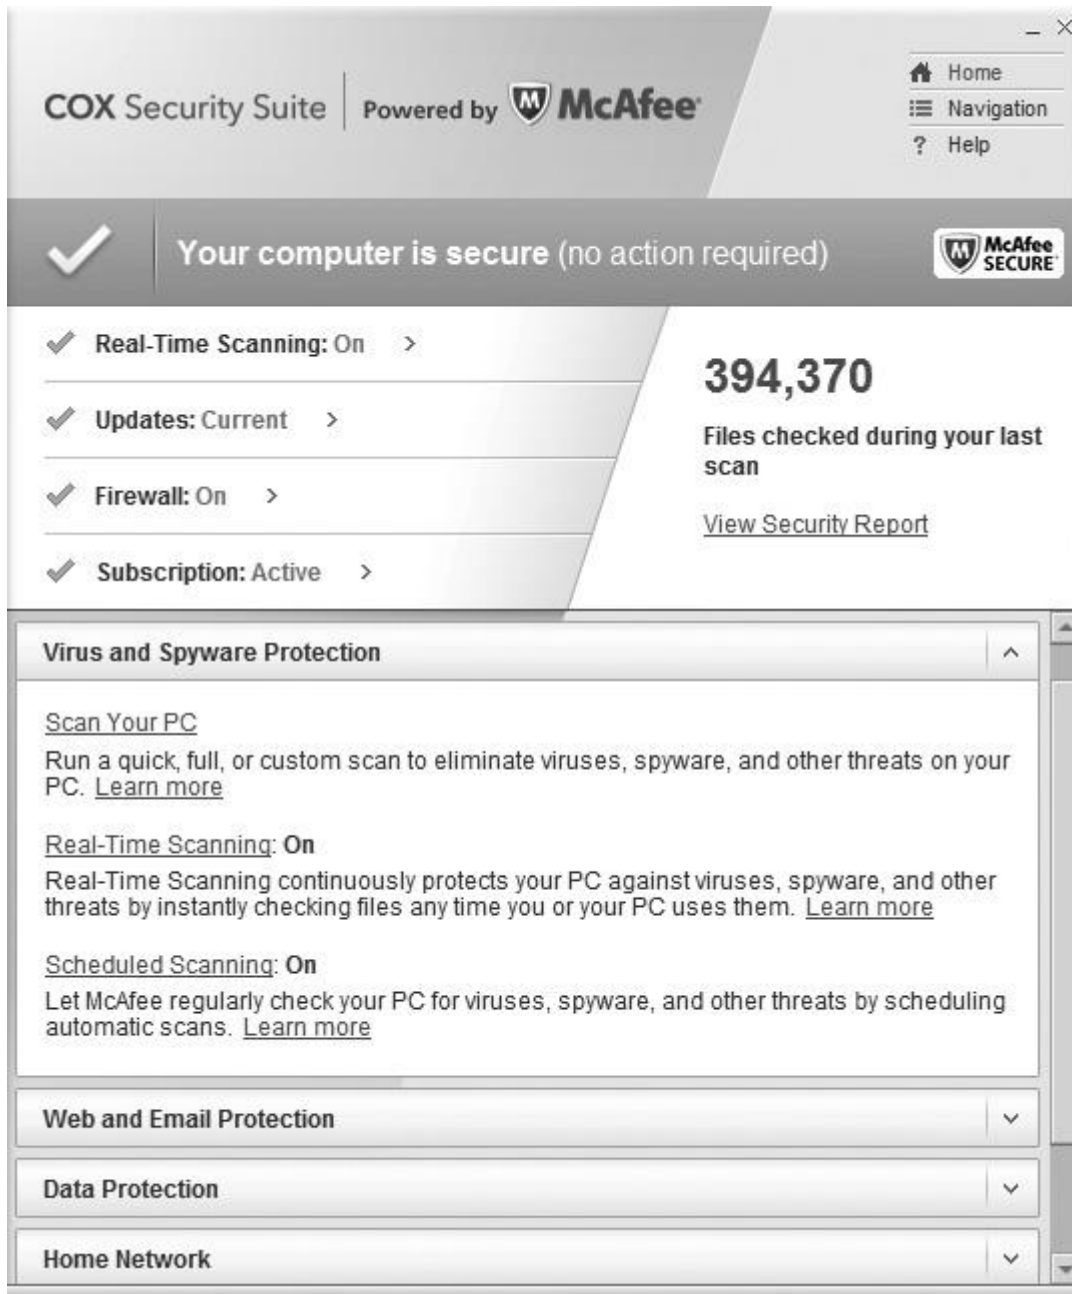 COX Security Suite Powered by McAfee
Home
Navigation
? Help
Your computer is secure (no action required)
McAfee
SECURE
Real-Time Scanning: On >
Updates: Current >
Firewall: On >
Subscription: Active >
394,370
Files checked during your last
scan
View Security Report
Virus and Spyware Protection
Scan Your PC
Run a quick, full, or custom scan to eliminate viruses, spyware, and other threats on your
PC. Learn more
Real-Time Scanning: On
Real-Time Scanning continuously protects your PC against viruses, spyware, and other
threats by instantly checking files any time you or your PC uses them. Learn more
Scheduled Scanning: On
Let McAfee regularly check your PC for viruses, spyware, and other threats by scheduling
automatic scans. Learn more
Web and Email Protection
Data Protection
Home Network